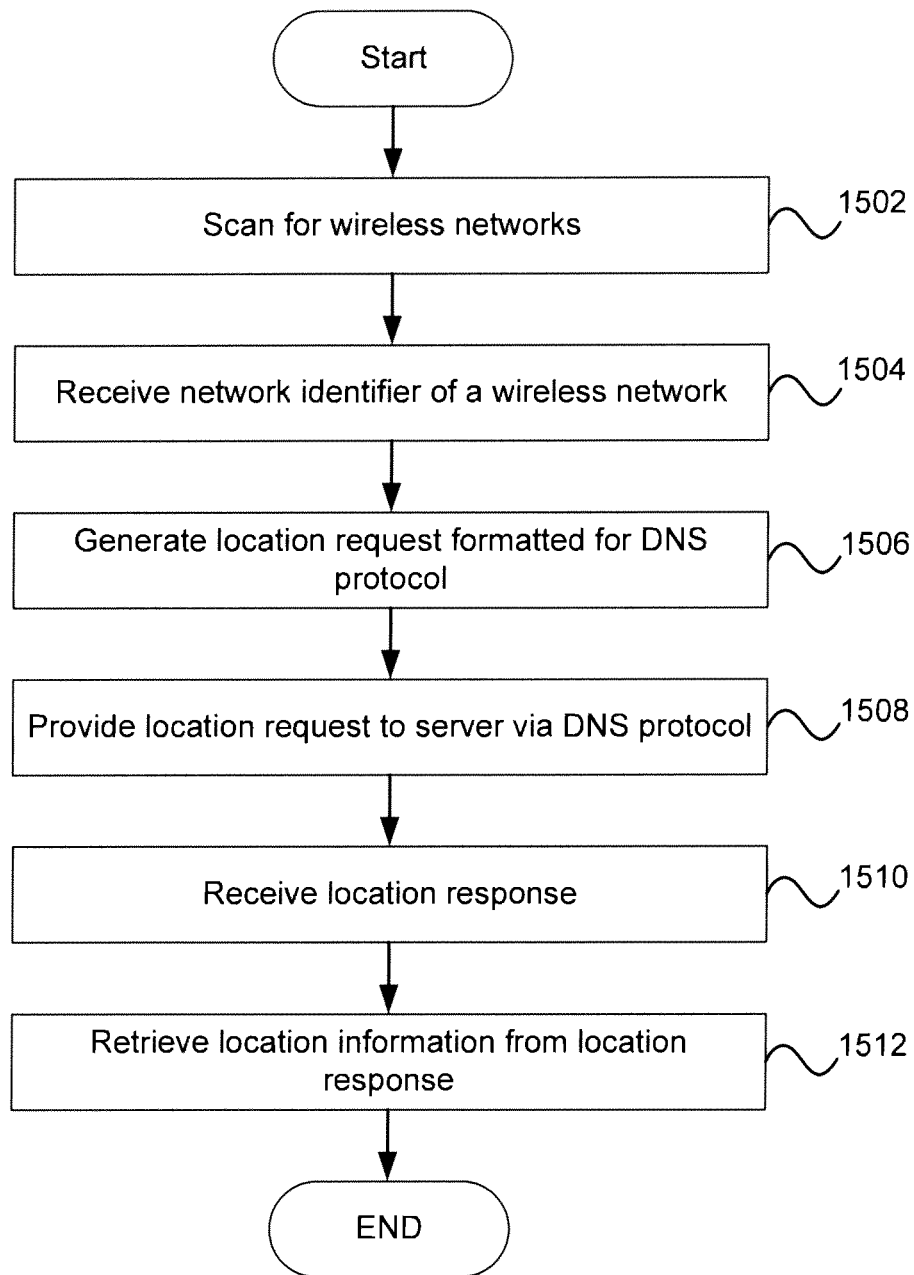 Start
Scan for wireless networks
1502
Receive network identifier of a wireless network
1504
Generate location request formatted for DNS
protocol
1506
Provide location request to server via DNS protocol
1508
Receive location response
1510
Retrieve location information from location
response
1512
END